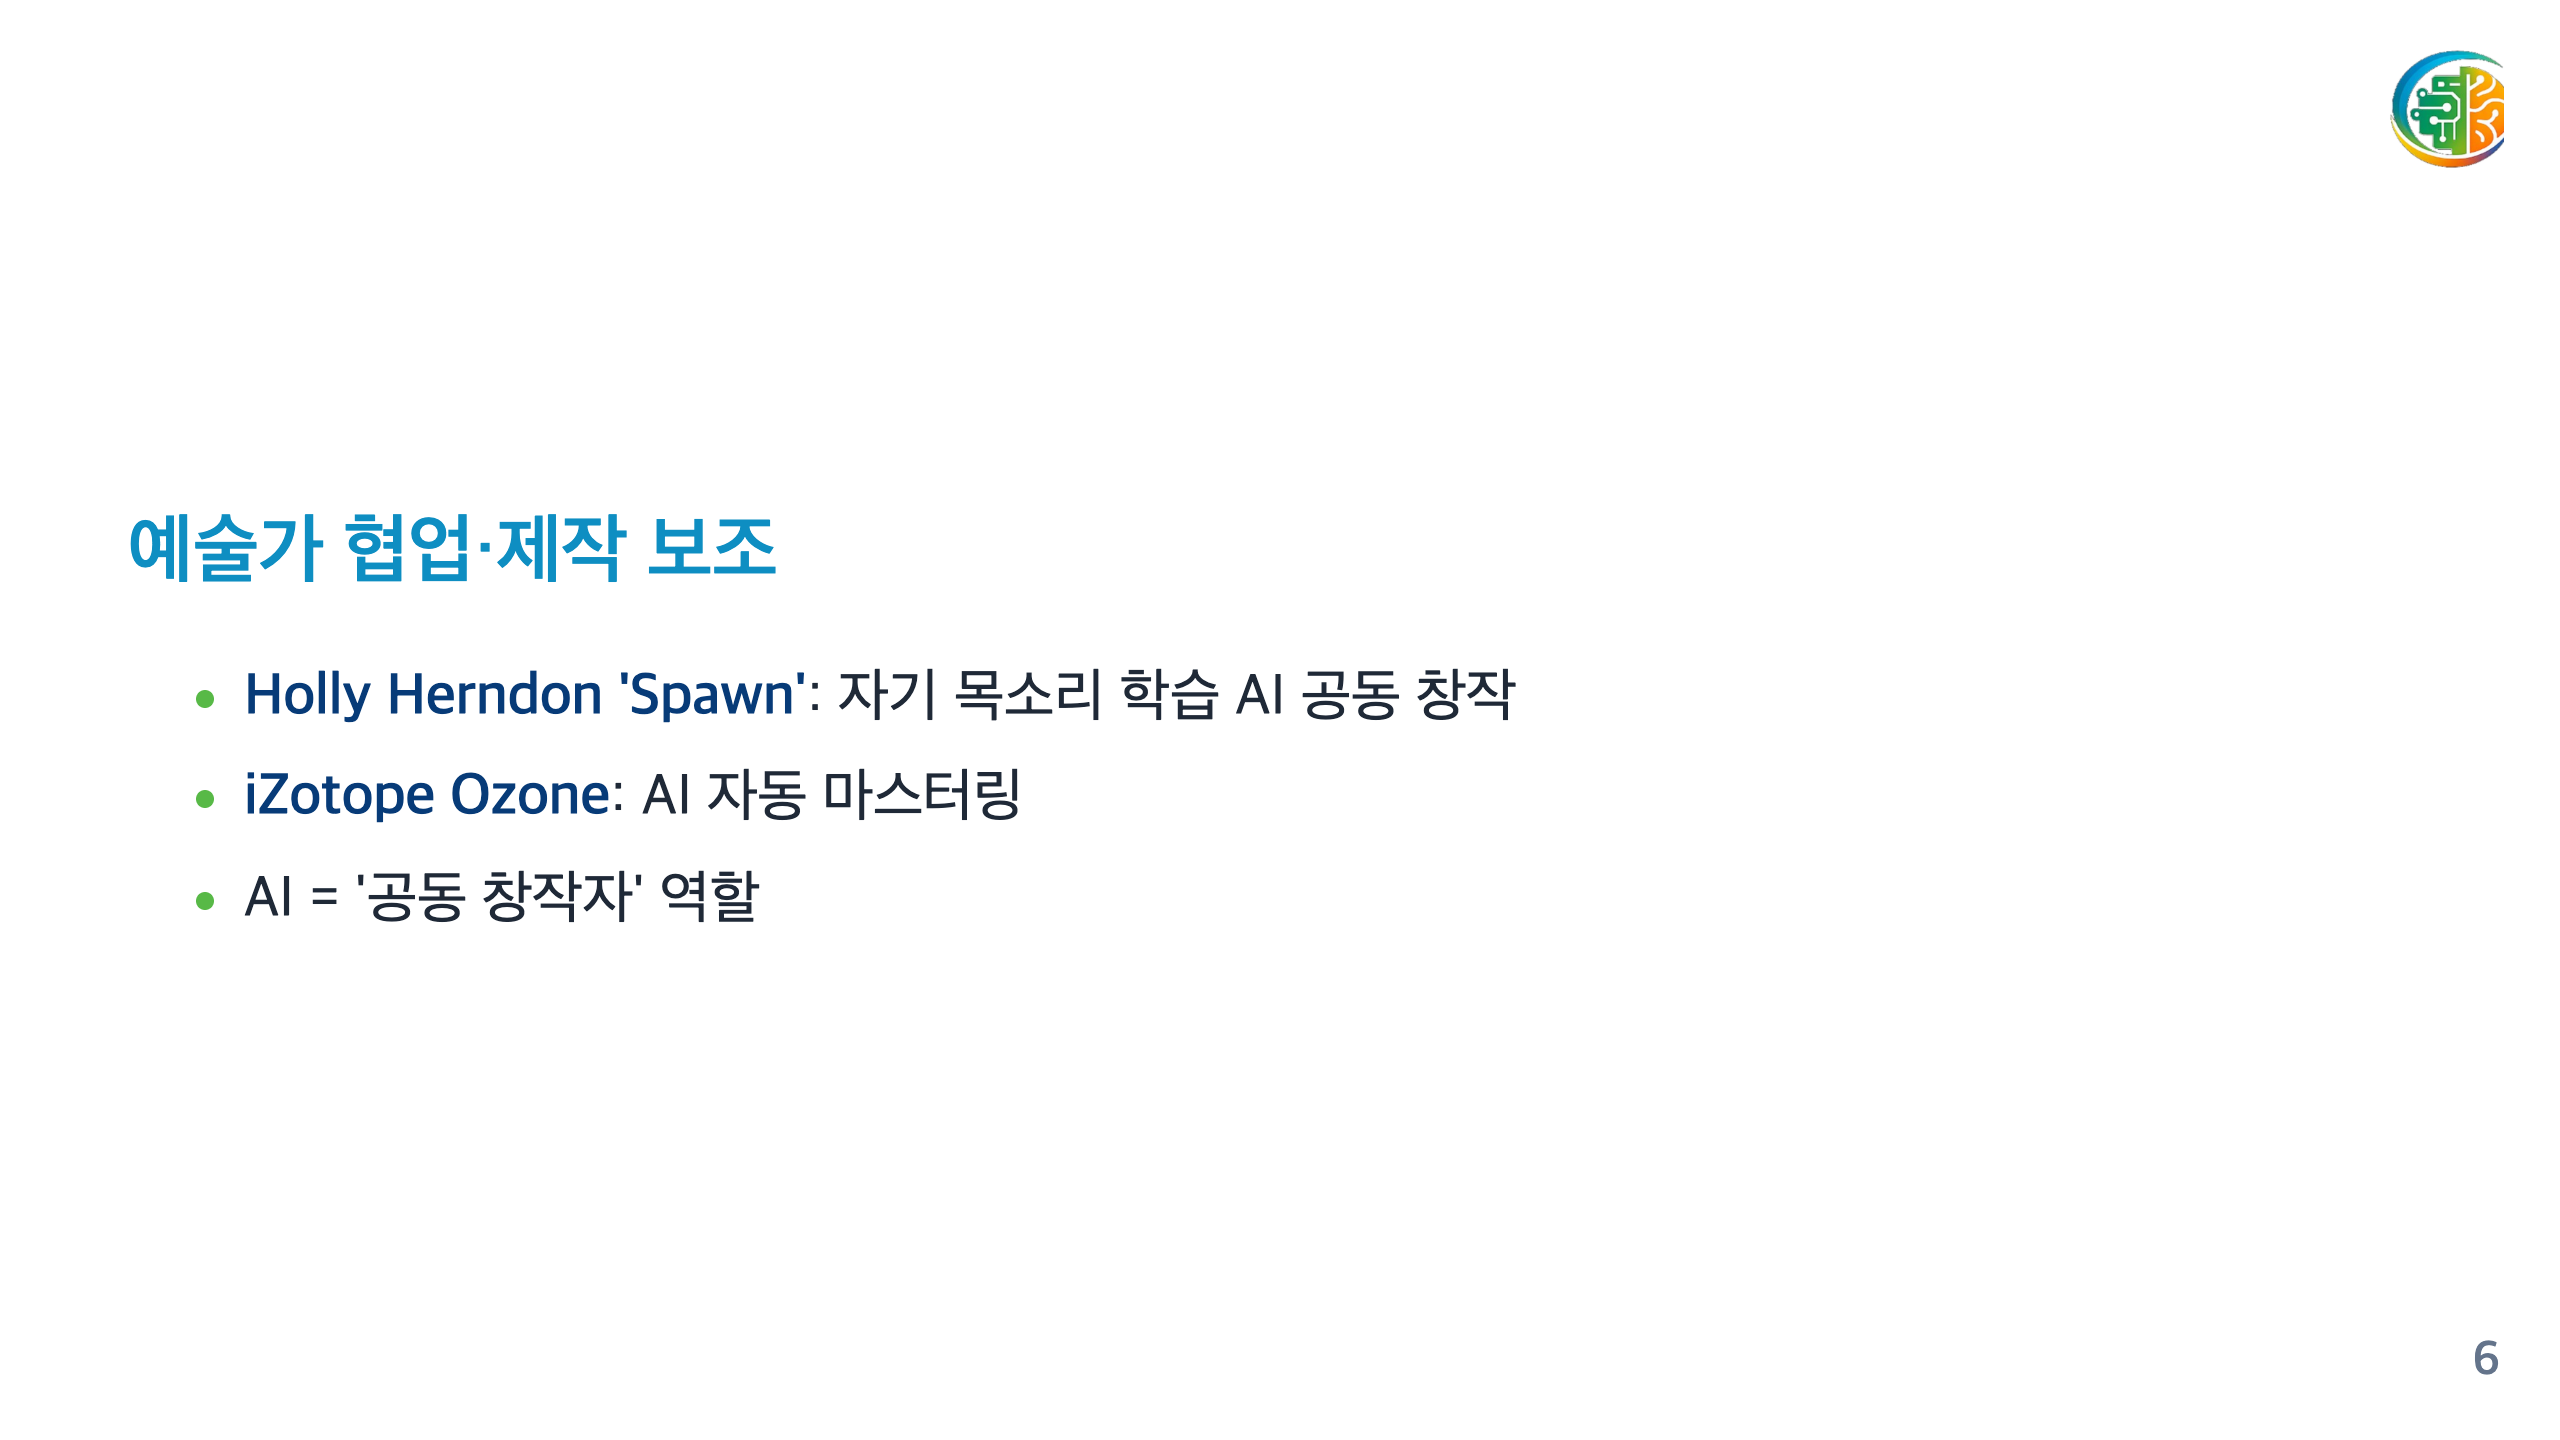 예술가 협업·제작 보조
• Holly Herndon 'Spawn': 자기 목소리 학습 AI 공동 창작
• iZotope Ozone: AI 자동 마스터링
• AI = '공동 창작자' 역할
6